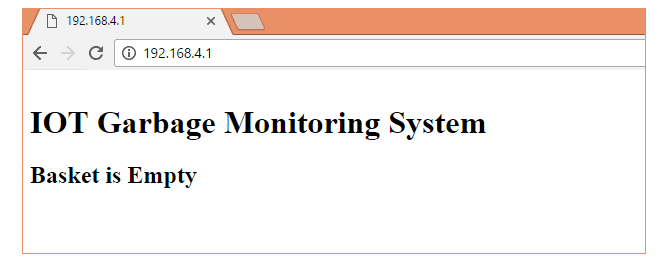 192.168.4.1
192.168.4.1
IOT Garbage Monitoring System
Basket is Empty